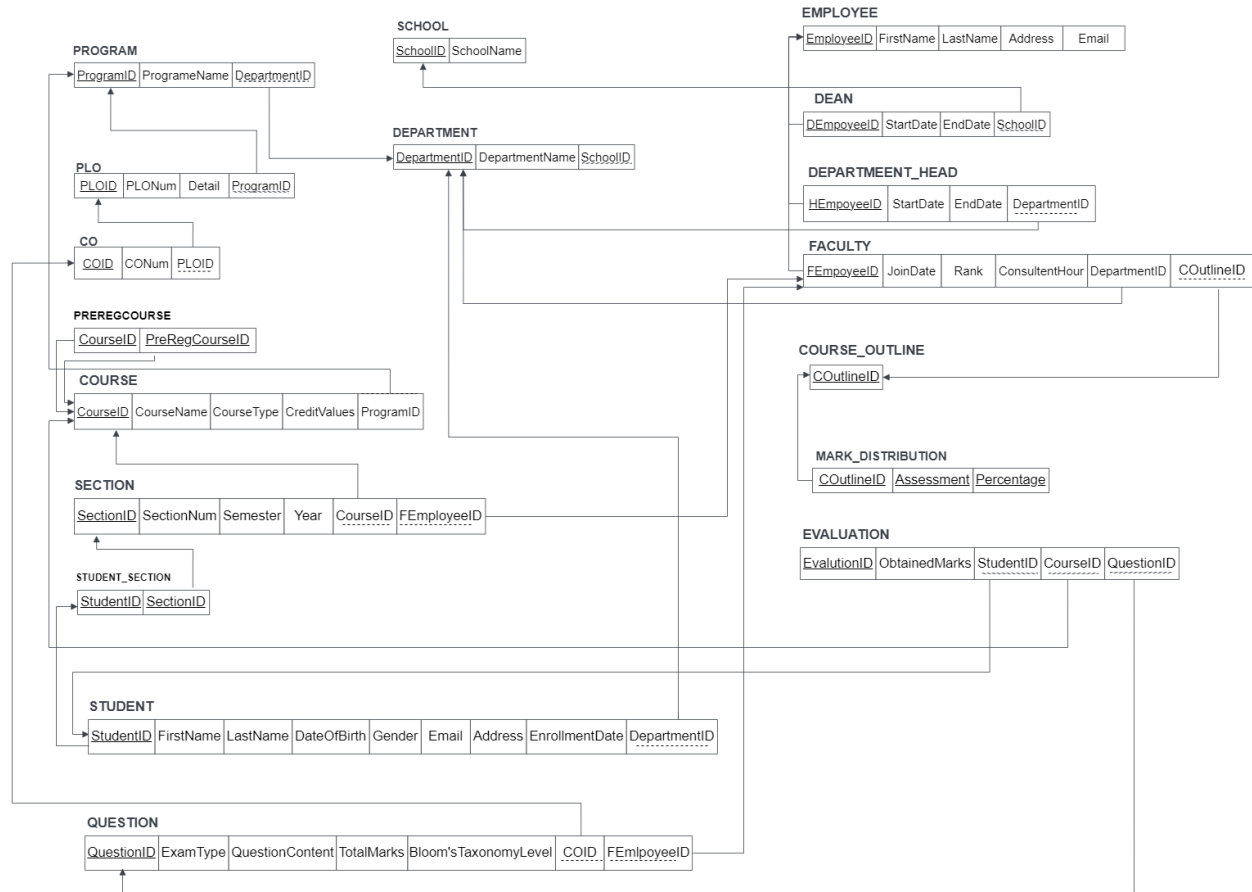 EMPLOYEE
EmployeeID FirstName LastName Address Email
SCHOOL
SchoolID SchoolName
PROGRAM
ProgramID ProgrameName DepartmentID
DEAN
DEmpoyeeID StartDate EndDate SchoolID
DEPARTMENT
DepartmentID DepartmentName SchoolID
PLO
PLOID PLONum Detail ProgramID
DEPARTMEENT_HEAD
HEmpoyeeID StartDate EndDate DepartmentID
CO
COID CONum PLOID
FACULTY
FEmpoyeeID JoinDate Rank ConsultentHour DepartmentID COutlineID
PREREGCOURSE
CourseID PreRegCourseID
COURSE_OUTLINE
COutlineID
COURSE
CourseID CourseName CourseType CreditValues ProgramID
MARK_DISTRIBUTION
COutlineID Assessment Percentage
SECTION
SectionID SectionNum Semester Year CourseID FEmployeeID
EVALUATION
EvalutionID ObtainedMarks StudentID CourseID QuestionID
STUDENT_SECTION
StudentID SectionID
STUDENT
StudentID FirstName LastName DateOfBirth Gender Email Address EnrollmentDate DepartmentID
QUESTION
QuestionID ExamType QuestionContent TotalMarks Bloom'sTaxonomyLevel COID FEmlpoyeeID